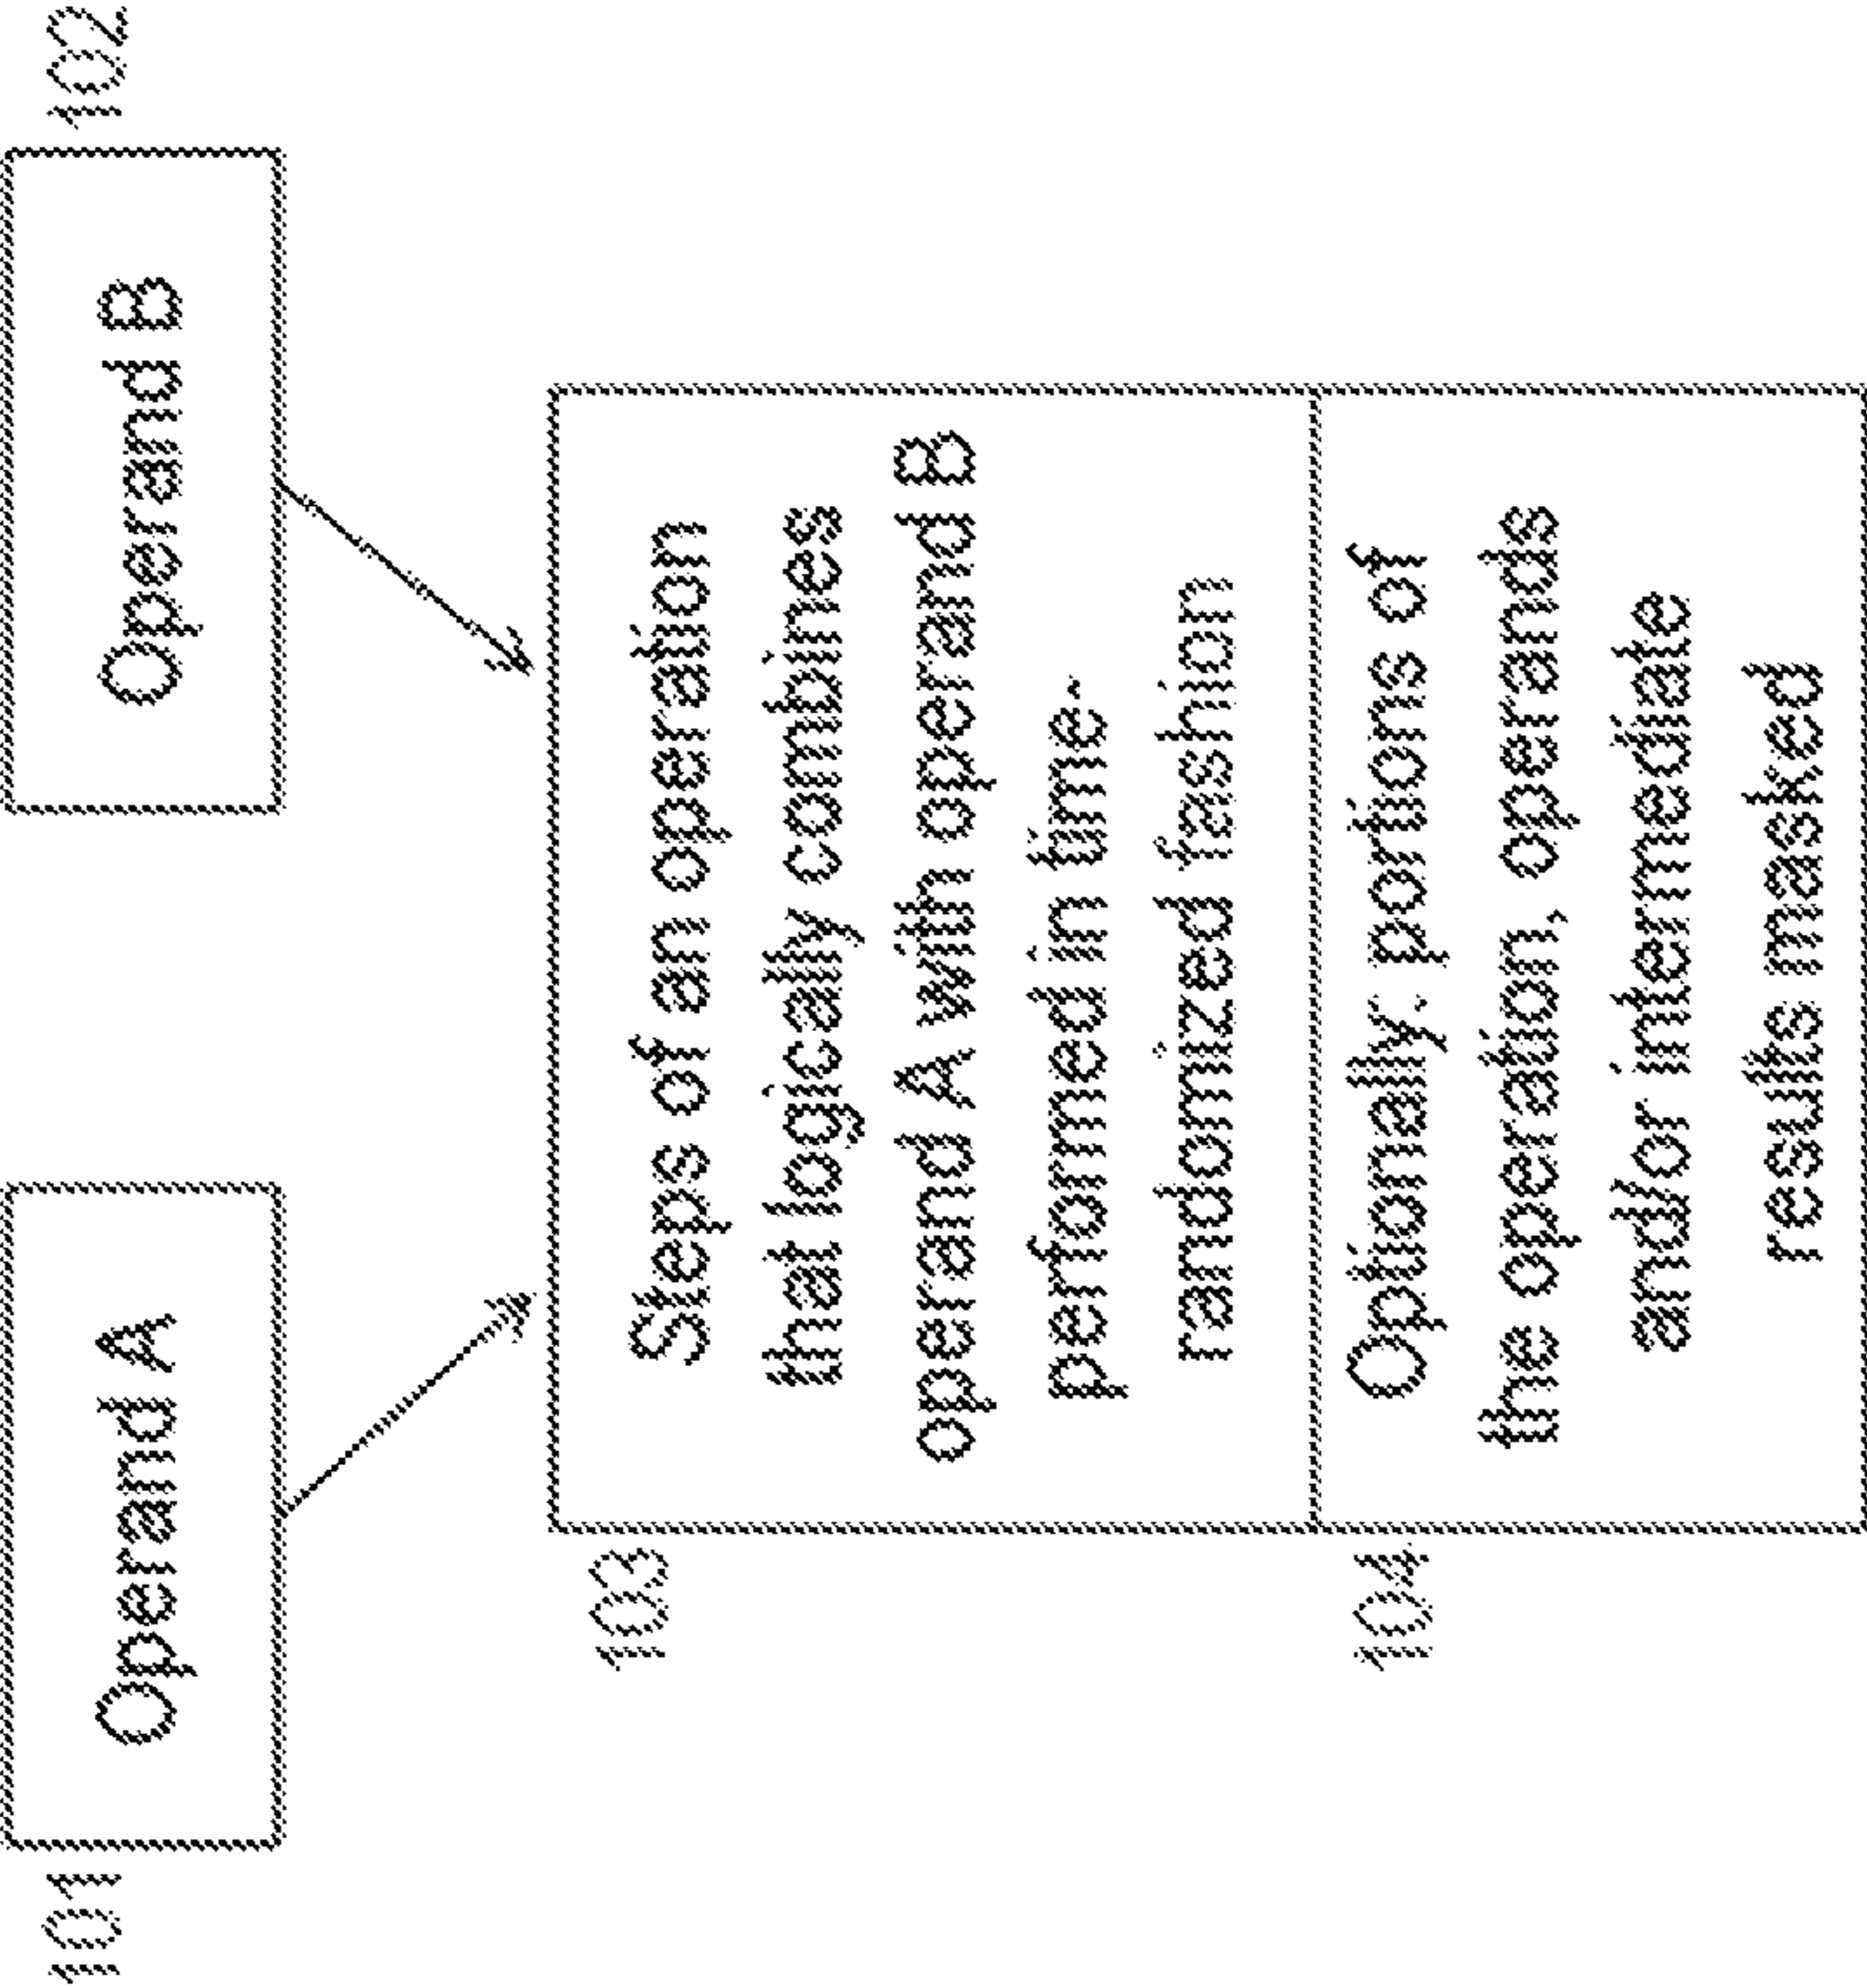 101
Operand A
Operand B
102
103
Steps of an operation
that logically combines
operand A with operand B
performed in time-
randomized fashion
104
Optionally: portions of
the operation, operands
and/or intermediate
results masked